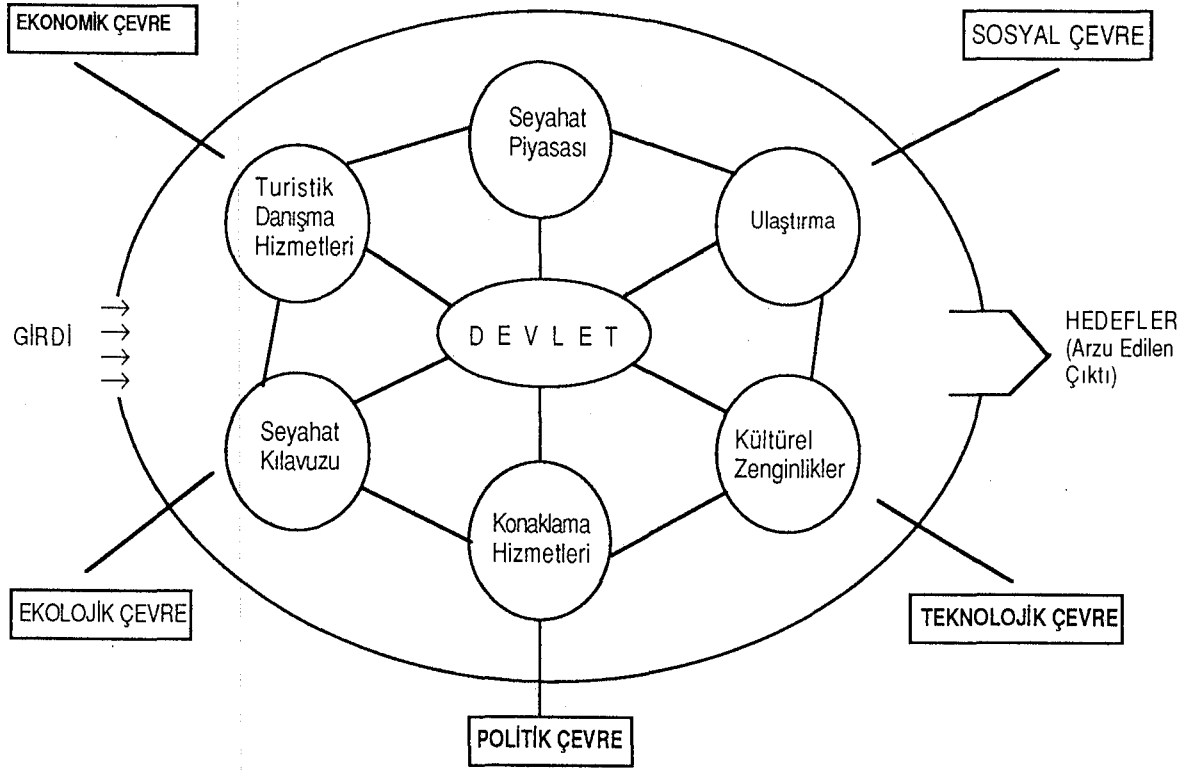 EKONOMİK ÇEVRE
SOSYAL ÇEVRE
Seyahat
Piyasası
Turistik
Danışma
Hizmetleri
Ulaştırma
GİRDİ
DEVLET
HEDEFLER
(Arzu Edilen
Çıktı)
Seyahat
Kılavuzu
Kültürel
Zenginlikler
Konaklama
Hizmetleri
EKOLOJİK ÇEVRE
TEKNOLOJİK ÇEVRE
POLİTİK ÇEVRE